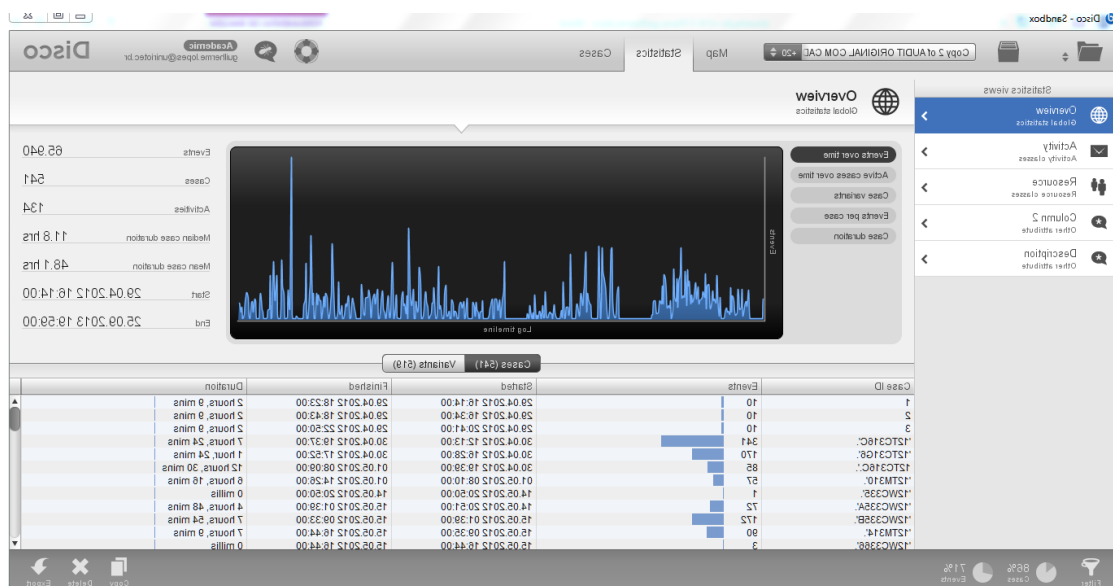 Disco - Sandbox
Copy 2 of AUDIT ORIGINAL COM CAD +20
Map
Statistics
Cases
Academic
guilherme.lopes@uninotec.br
Disco
Statistics views
Overview
Global statistics
Activity
Activity classes
Resource
Resource classes
Column 2
Other attribute
Description
Other attribute
Overview
Global statistics
Events over time
Active cases over time
Case variants
Events per case
Case duration
Events
Log timeline
Events 65.940
Cases 541
Activities 134
Median case duration 11.8 hrs
Mean case duration 48.1 hrs
Start 29.04.2012 16:14:00
End 25.09.2013 19:59:00
Cases (541) Variants (519)
Case ID Events Started Finished Duration
1 10 29.04.2012 16:14:00 29.04.2012 18:23:00 2 hours, 9 mins
2 10 29.04.2012 16:34:00 29.04.2012 18:43:00 2 hours, 9 mins
3 10 29.04.2012 20:41:00 29.04.2012 22:50:00 2 hours, 9 mins
'12TC316C'. 341 30.04.2012 12:13:00 30.04.2012 19:37:00 7 hours, 24 mins
'12TC31G6'. 170 30.04.2012 16:28:00 30.04.2012 17:52:00 1 hour, 24 mins
12TC316C.'. 85 30.04.2012 19:39:00 01.05.2012 08:09:00 12 hours, 30 mins
'12TM310'. 57 01.05.2012 08:10:00 01.05.2012 14:26:00 6 hours, 16 mins
'12WC335'. 1 14.05.2012 20:50:00 14.05.2012 20:50:00 0 millis
'12WC335A'. 72 14.05.2012 20:51:00 15.05.2012 01:39:00 4 hours, 48 mins
'12WC335B'. 172 15.05.2012 01:39:00 15.05.2012 09:33:00 7 hours, 54 mins
'12TM314'. 90 15.05.2012 09:35:00 15.05.2012 16:44:00 7 hours, 9 mins
'12WC3366'. 3 15.05.2012 16:44:00 15.05.2012 16:44:00 0 millis
Filter
86% Cases
71% Events
Copy
Delete
Export